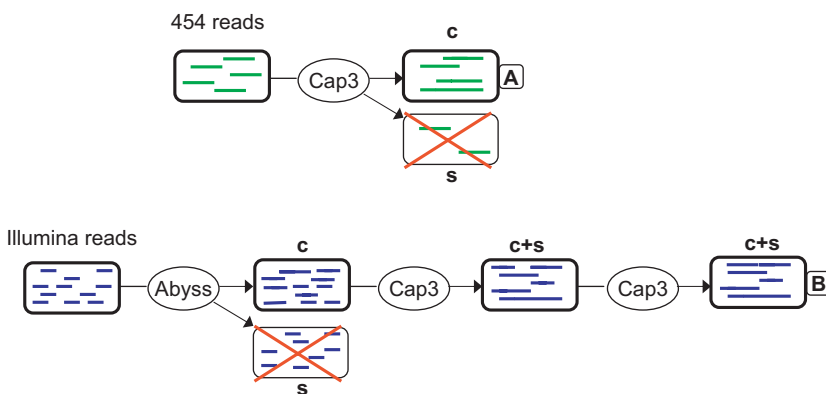 454 reads
c
Cap3
A
s
Illumina reads
c
c+s
c+s
Abyss
Cap3
Cap3
B
s